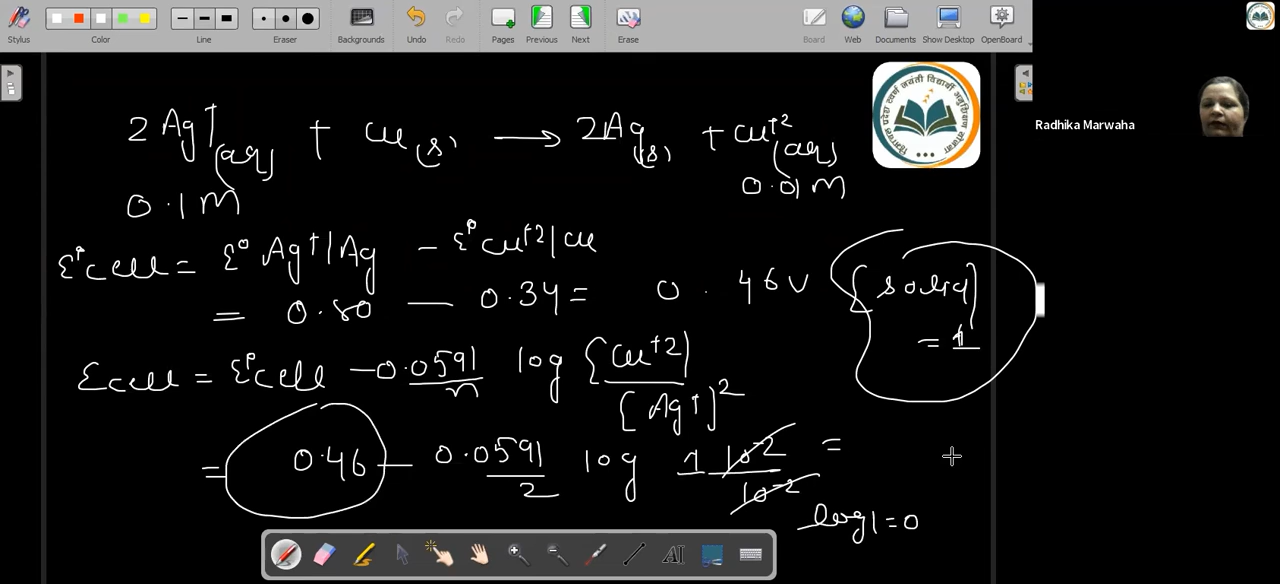 Stylus
Color
Line
Eraser
Backgrounds
Undo
Redo
Pages
Previous
Next
Erase
Board
Web
Documents
Show Desktop
OpenBoard
Radhika Marwaha
2 Ag⁺(aq) + Cu(s) → 2Ag(s) + Cu⁺²(aq)
0.1M 0.01M
E°cell = E° Ag⁺/Ag - E°Cu⁺²/Cu
= 0.80 - 0.34 = 0.46V
[solid]
= 1
Ecell = E°cell - 0.0591/n log [Cu⁺²]/[Ag⁺]²
= 0.46 - 0.0591/2 log 1 10⁻²/10⁻² =
log1=0
AI